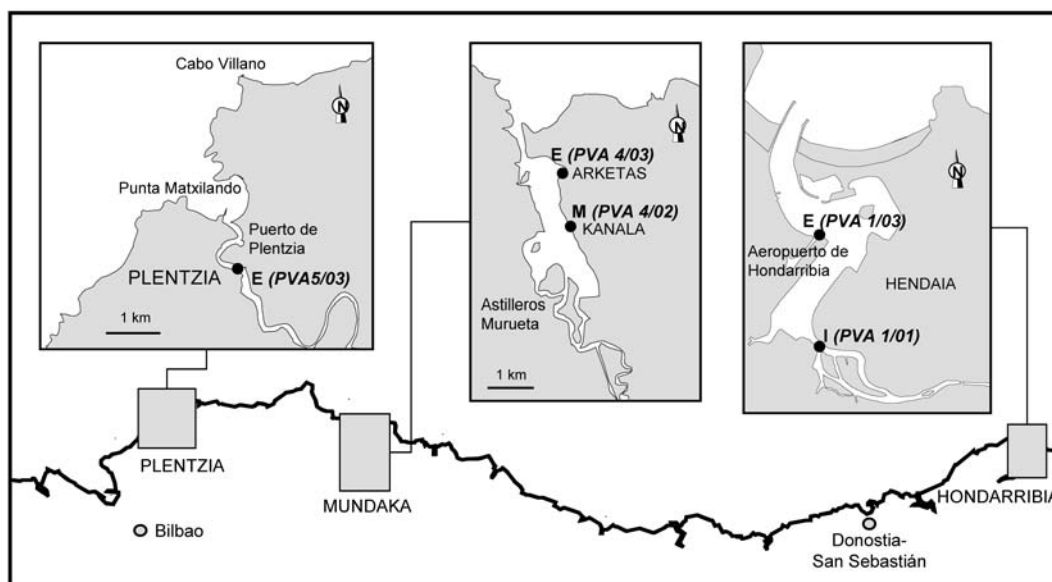 Cabo Villano
N
Punta Matxilando
Puerto de
Plentzia
PLENTZIA
E (PVA5/03)
1 km
N
E (PVA 4/03)
ARKETAS
M (PVA 4/02)
KANALA
Astilleros
Murueta
1 km
N
E (PVA 1/03)
Aeropuerto de
Hondarribia
HENDAIA
I (PVA 1/01)
PLENTZIA
MUNDAKA
HONDARRIBIA
Bilbao
Donostia-
San Sebastián